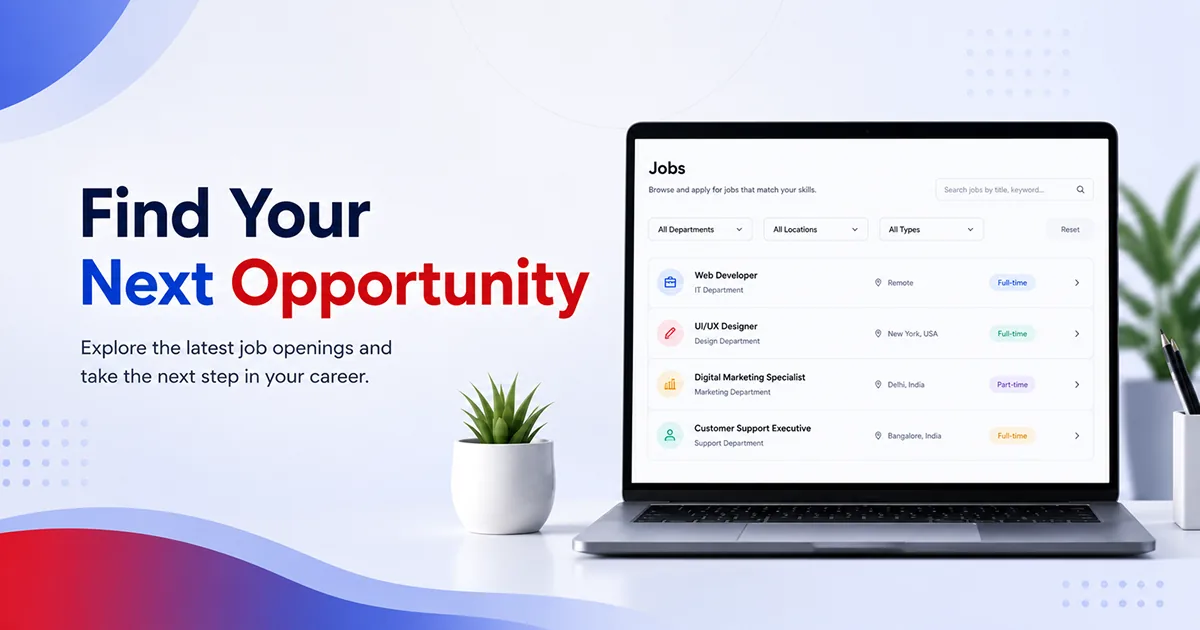 Find Your
Next Opportunity
Explore the latest job openings and
take the next step in your career.
Jobs
Browse and apply for jobs that match your skills.
Search jobs by title, keyword...
All Departments
All Locations
All Types
Reset
Web Developer
IT Department
Remote
Full-time
UI/UX Designer
Design Department
New York, USA
Full-time
Digital Marketing Specialist
Marketing Department
Delhi, India
Part-time
Customer Support Executive
Support Department
Bangalore, India
Full-time